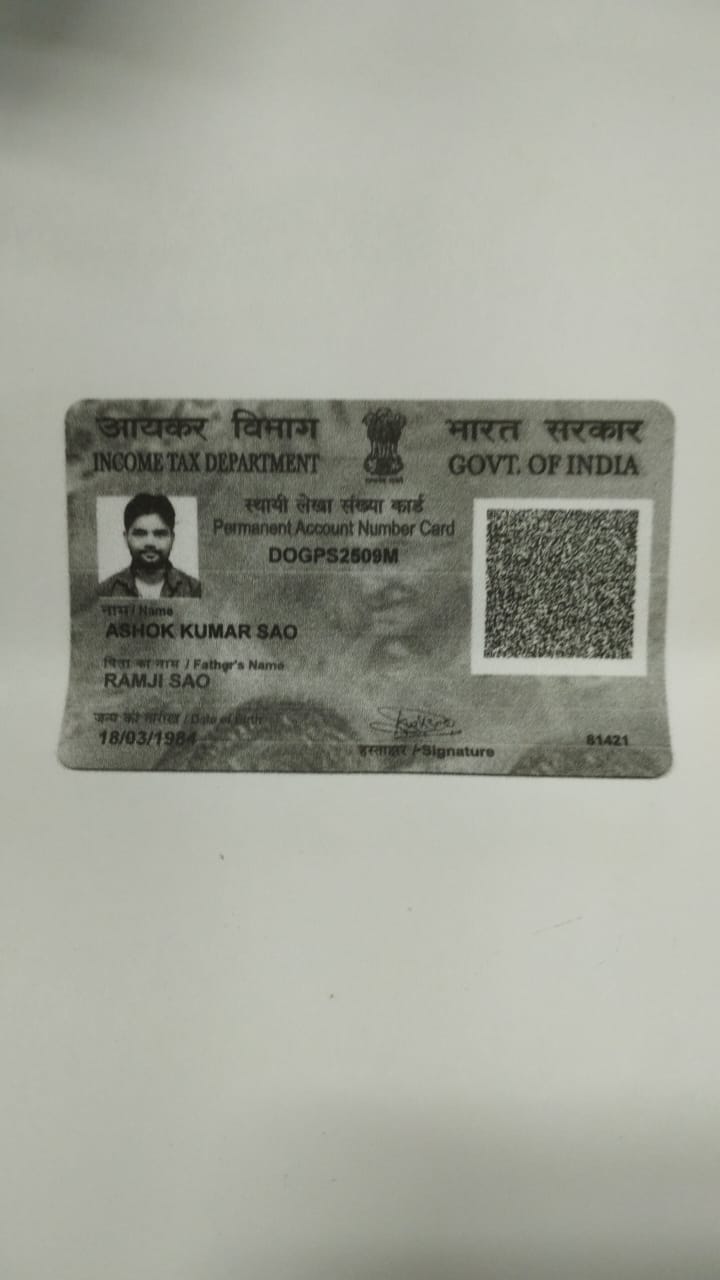 आयकर विभाग
INCOME TAX DEPARTMENT
भारत सरकार
GOVT. OF INDIA
स्थायी लेखा संख्या कार्ड
Permanent Account Number Card
DOGPS2509M
नाम / Name
ASHOK KUMAR SAO
पिता का नाम / Father's Name
RAMJI SAO
जन्म की तारीख / Date of Birth
18/03/1984
हस्ताक्षर / Signature
81421